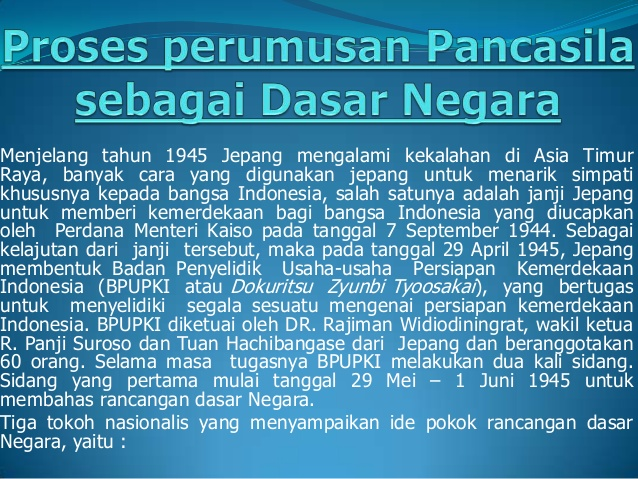 Proses perumusan Pancasila
sebagai Dasar Negara
Menjelang tahun 1945 Jepang mengalami kekalahan di Asia Timur
Raya, banyak cara yang digunakan jepang untuk menarik simpati
khususnya kepada bangsa Indonesia, salah satunya adalah janji Jepang
untuk memberi kemerdekaan bagi bangsa Indonesia yang diucapkan
oleh Perdana Menteri Kaiso pada tanggal 7 September 1944. Sebagai
kelajutan dari janji tersebut, maka pada tanggal 29 April 1945, Jepang
membentuk Badan Penyelidik Usaha-usaha Persiapan Kemerdekaan
Indonesia (BPUPKI atau Dokuritsu Zyunbi Tyoosakai), yang bertugas
untuk menyelidiki segala sesuatu mengenai persiapan kemerdekaan
Indonesia. BPUPKI diketuai oleh DR. Rajiman Widiodiningrat, wakil ketua
R. Panji Suroso dan Tuan Hachibangase dari Jepang dan beranggotakan
60 orang. Selama masa tugasnya BPUPKI melakukan dua kali sidang.
Sidang yang pertama mulai tanggal 29 Mei – 1 Juni 1945 untuk
membahas rancangan dasar Negara.
Tiga tokoh nasionalis yang menyampaikan ide pokok rancangan dasar
Negara, yaitu :